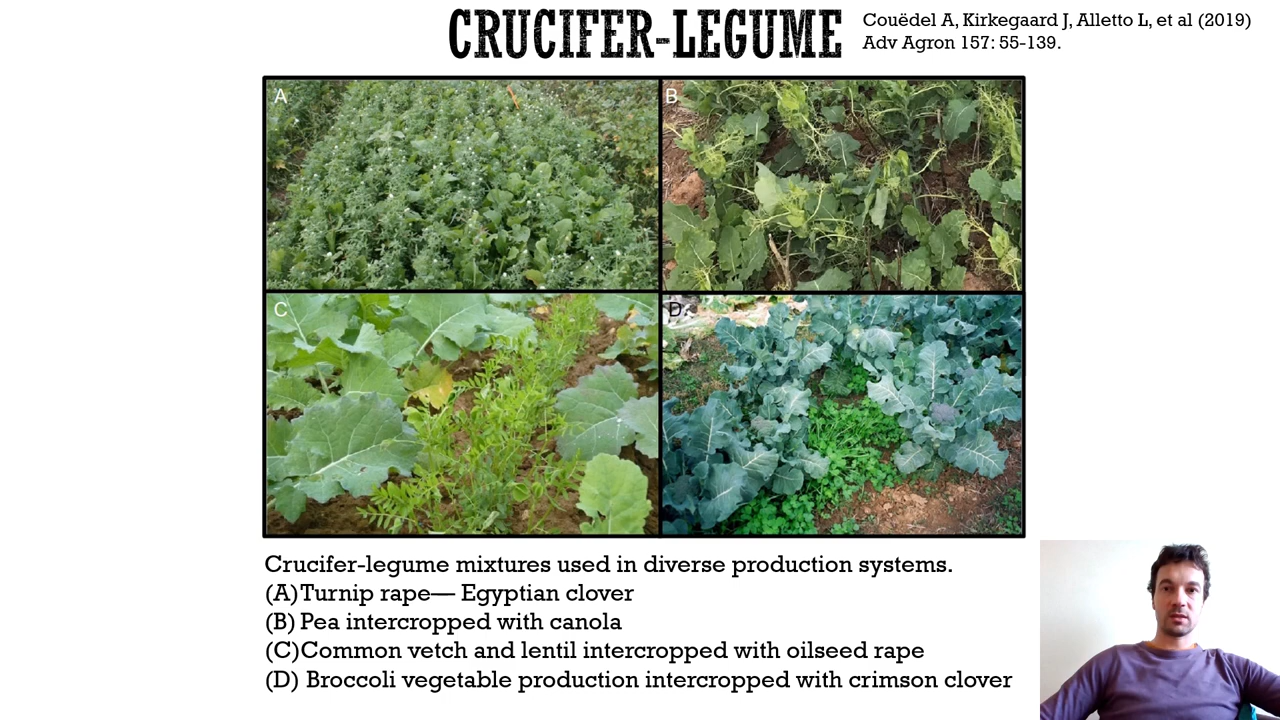 CRUCIFER-LEGUME
Couëdel A, Kirkegaard J, Alletto L, et al (2019)
Adv Agron 157: 55-139.
A
B
C
D
Crucifer-legume mixtures used in diverse production systems.
(A)Turnip rape— Egyptian clover
(B) Pea intercropped with canola
(C)Common vetch and lentil intercropped with oilseed rape
(D) Broccoli vegetable production intercropped with crimson clover